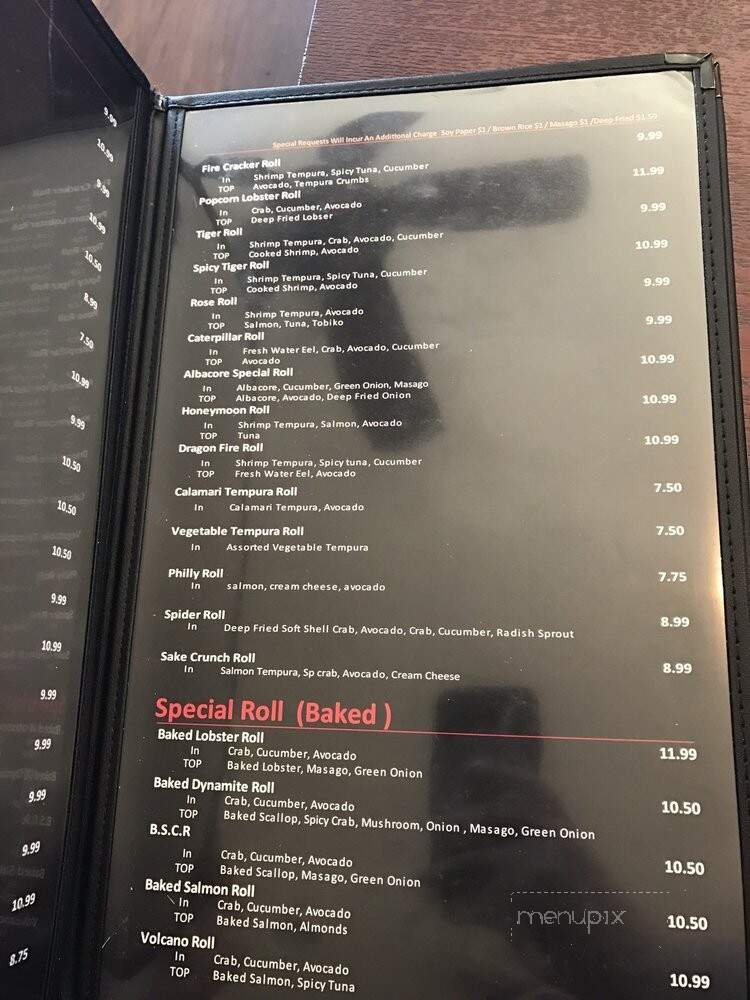 Special Requests Will Incur An Additional Charge Soy Paper $1 / Brown Rice $1 / Masago $1 /Deep Fried $1.50
Fire Cracker Roll 9.99
In Shrimp Tempura, Spicy Tuna, Cucumber
TOP Avocado, Tempura Crumbs
Popcorn Lobster Roll 11.99
In Crab, Cucumber, Avocado
TOP Deep Fried Lobser
Tiger Roll 9.99
In Shrimp Tempura, Crab, Avocado, Cucumber
TOP Cooked Shrimp, Avocado
Spicy Tiger Roll 10.99
In Shrimp Tempura, Spicy Tuna, Cucumber
TOP Cooked Shrimp, Avocado
Rose Roll 9.99
In Shrimp Tempura, Avocado
TOP Salmon, Tuna, Tobiko
Caterpillar Roll 9.99
In Fresh Water Eel, Crab, Avocado, Cucumber
TOP Avocado
Albacore Special Roll 10.99
In Albacore, Cucumber, Green Onion, Masago
TOP Albacore, Avocado, Deep Fried Onion
Honeymoon Roll 10.99
In Shrimp Tempura, Salmon, Avocado
TOP Tuna
Dragon Fire Roll 10.99
In Shrimp Tempura, Spicy tuna, Cucumber
TOP Fresh Water Eel, Avocado
Calamari Tempura Roll 7.50
In Calamari Tempura, Avocado
Vegetable Tempura Roll 7.50
In Assorted Vegetable Tempura
Philly Roll 7.75
In salmon, cream cheese, avocado
Spider Roll 8.99
In Deep Fried Soft Shell Crab, Avocado, Crab, Cucumber, Radish Sprout
Sake Crunch Roll 8.99
In Salmon Tempura, Sp crab, Avocado, Cream Cheese
Special Roll (Baked )
Baked Lobster Roll 11.99
In Crab, Cucumber, Avocado
TOP Baked Lobster, Masago, Green Onion
Baked Dynamite Roll 10.50
In Crab, Cucumber, Avocado
TOP Baked Scallop, Spicy Crab, Mushroom, Onion , Masago, Green Onion
B.S.C.R 10.50
In Crab, Cucumber, Avocado
TOP Baked Scallop, Masago, Green Onion
Baked Salmon Roll 10.50
In Crab, Cucumber, Avocado
TOP Baked Salmon, Almonds
Volcano Roll 10.99
In Crab, Cucumber, Avocado
TOP Baked Salmon, Spicy Tuna
9.99
10.99
9.99
10.99
10.50
8.99
7.50
10.99
9.99
10.50
10.50
10.50
9.99
10.99
9.99
9.99
9.99
9.99
10.99
8.75
menupix